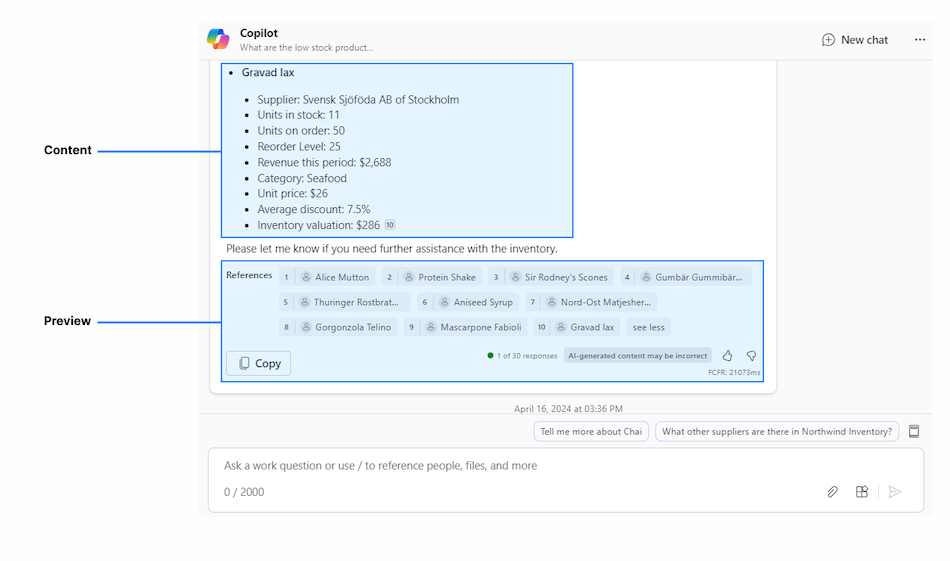 Copilot
What are the low stock product...
New chat
Gravad lax
Supplier: Svensk Sjöföda AB of Stockholm
Content
Units in stock: 11
Units on order: 50
Reorder Level: 25
Revenue this period: $2,688
Category: Seafood
Unit price: $26
Average discount: 7.5%
Inventory valuation: $286 10
Please let me know if you need further assistance with the inventory.
References 1 Alice Mutton 2 Protein Shake 3 Sir Rodney's Scones 4 Gumbär Gummibär...
5 Thuringer Rostbrat... 6 Aniseed Syrup 7 Nord-Ost Matjesher...
Preview
8 Gorgonzola Telino 9 Mascarpone Fabioli 10 Gravad lax see less
1 of 30 responses AI-generated content may be incorrect
Copy
FCFR: 21073ms
April 16, 2024 at 03:36 PM
Tell me more about Chai What other suppliers are there in Northwind Inventory?
Ask a work question or use / to reference people, files, and more
0 / 2000